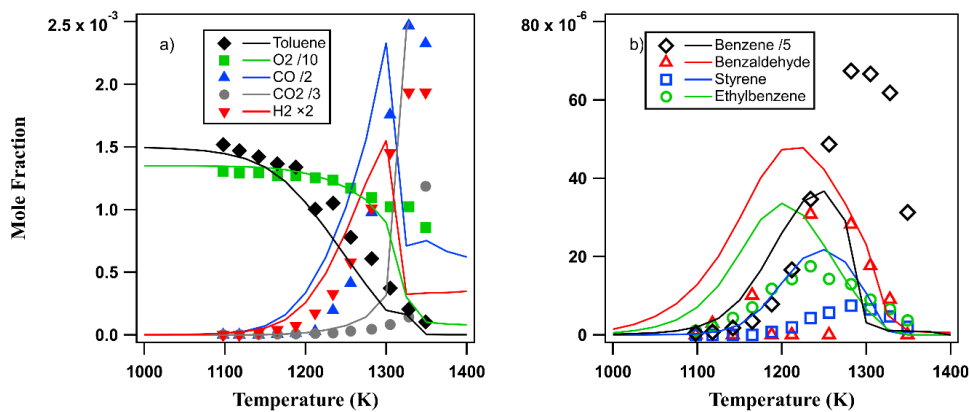 2.5 x 10-3
2.0
1.5
1.0
0.5
0.0
Mole Fraction
a)
Toluene
O2 /10
CO /2
CO2 /3
H2 ×2
1000 1100 1200 1300 1400
Temperature (K)
80 x10-6
60
40
20
0
b)
Benzene /5
Benzaldehyde
Styrene
Ethylbenzene
1000 1100 1200 1300 1400
Temperature (K)